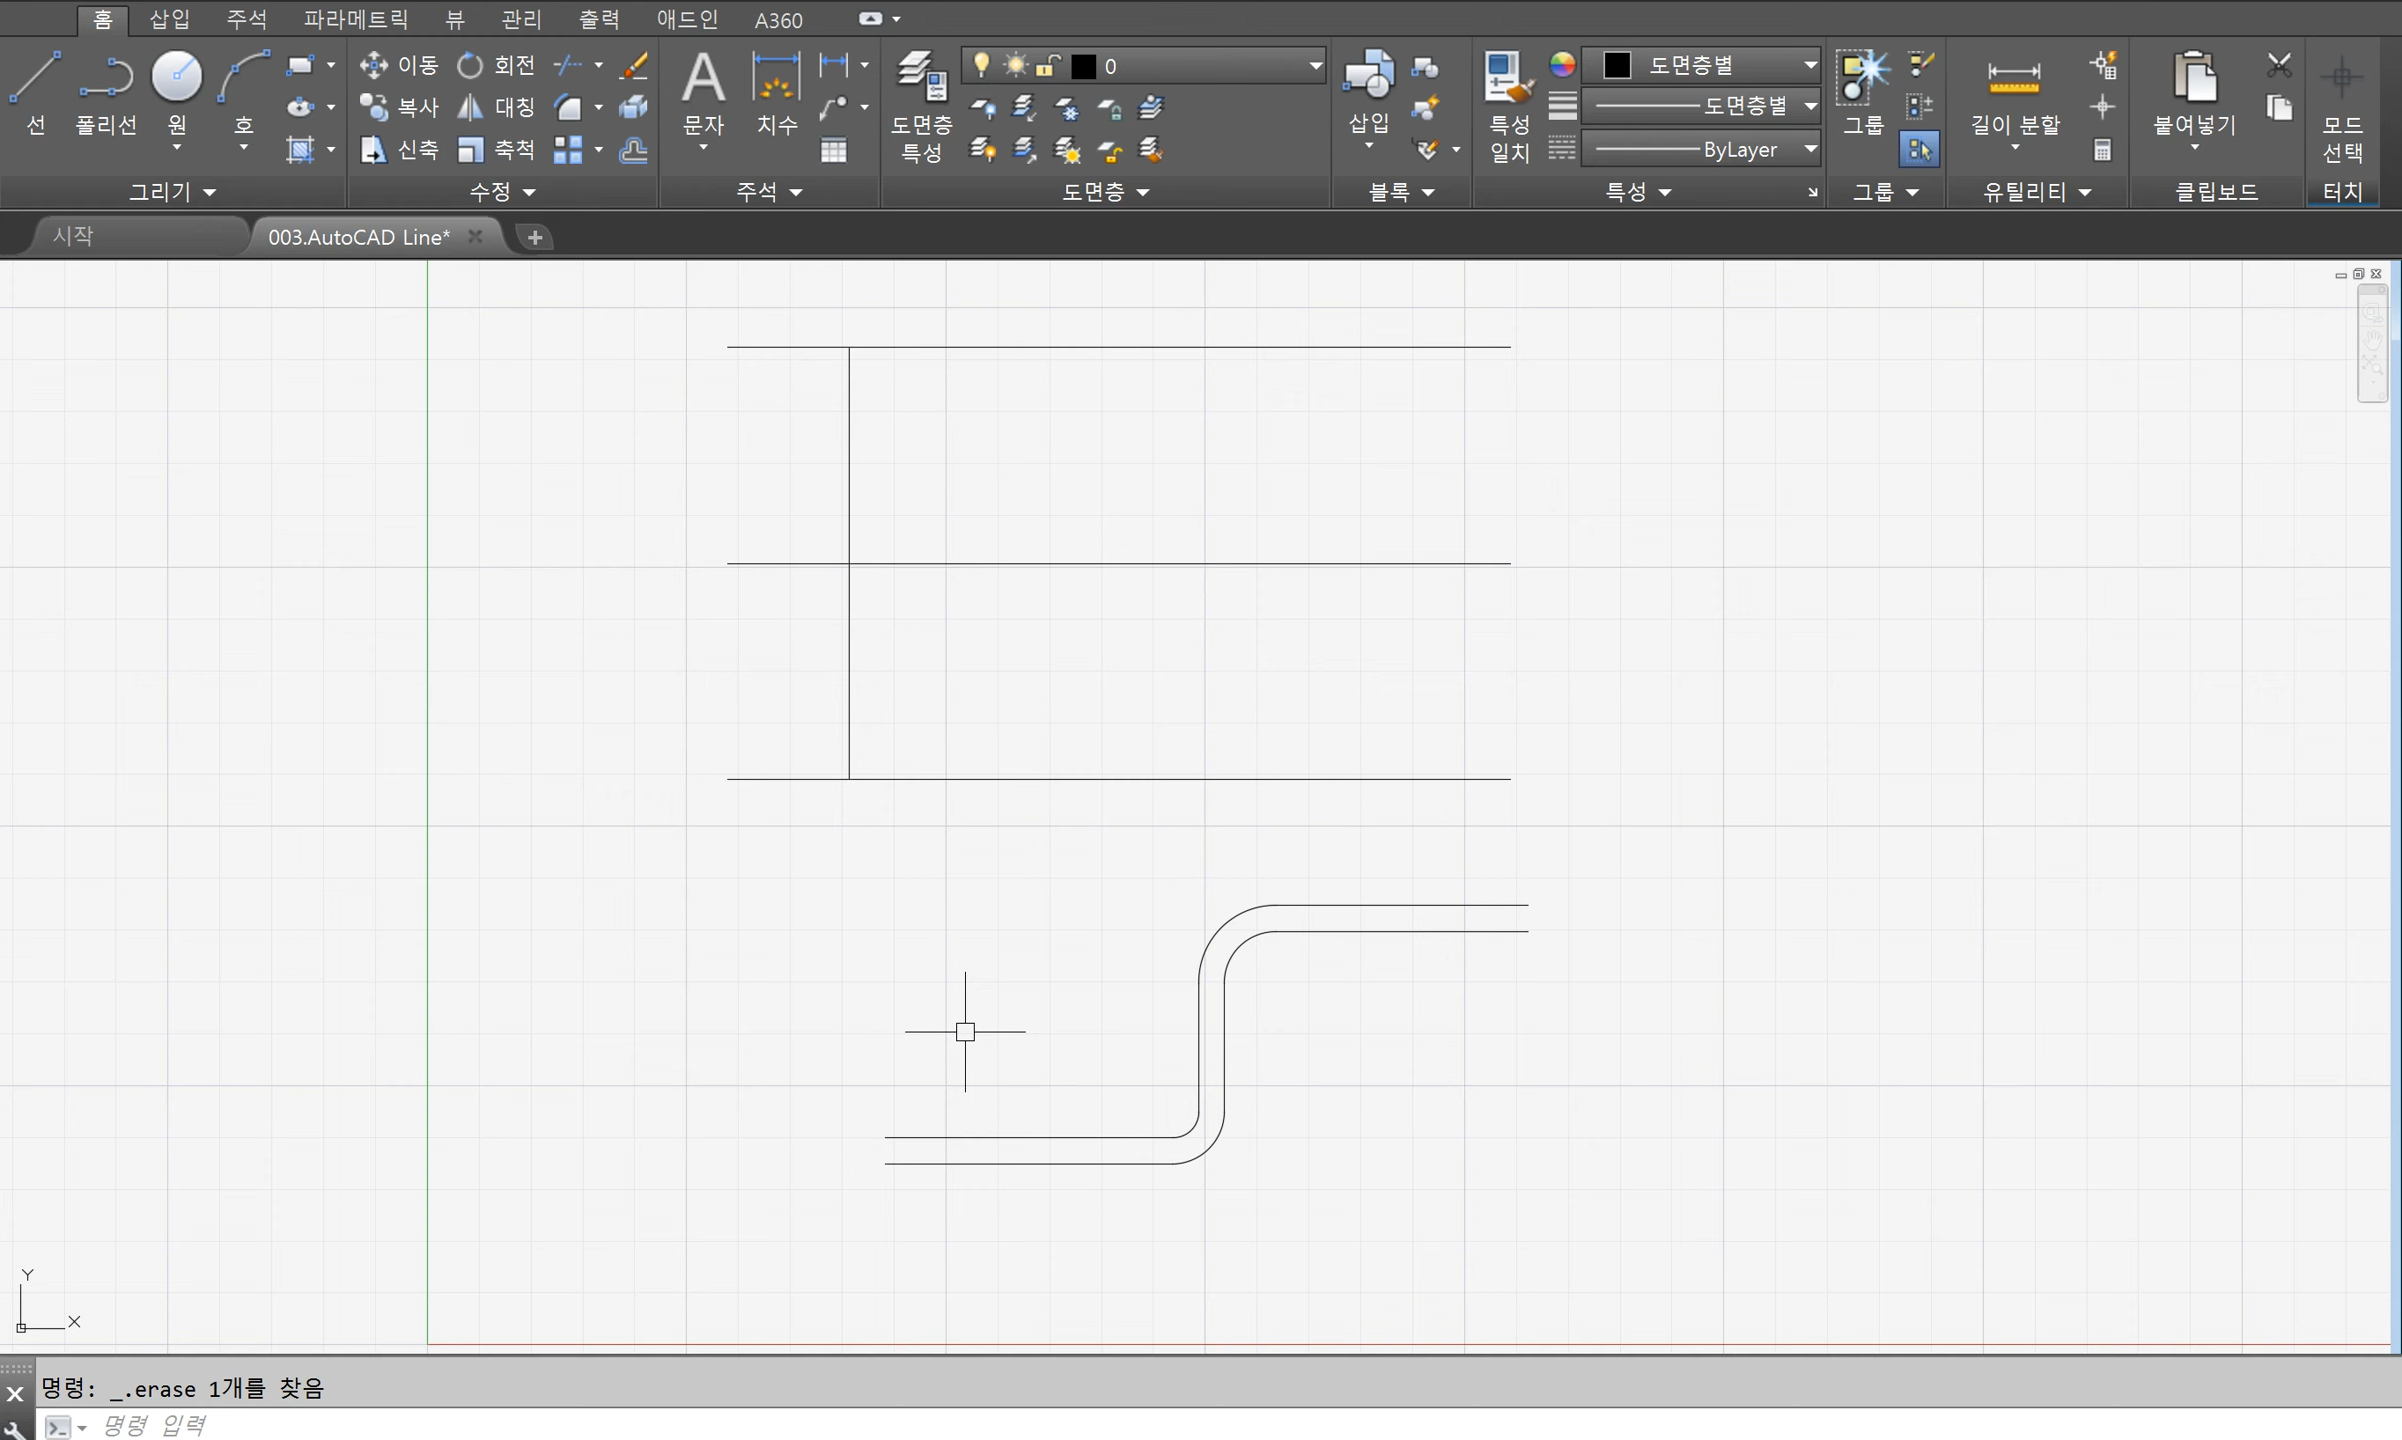 홈 삽입 주석 파라메트릭 뷰 관리 출력 애드인 A360
선 폴리선 원 호
이동 회전
복사 대칭
신축 축척
문자 치수
도면층
특성
0
삽입
특성
일치
도면층별
도면층별
ByLayer
그룹
길이 분할
붙여넣기
모드
선택
그리기 수정 주석 도면층 블록 특성 그룹 유틸리티 클립보드 터치
시작 003.AutoCAD Line*
Y
X
명령: _.erase 1개를 찾음
명령 입력